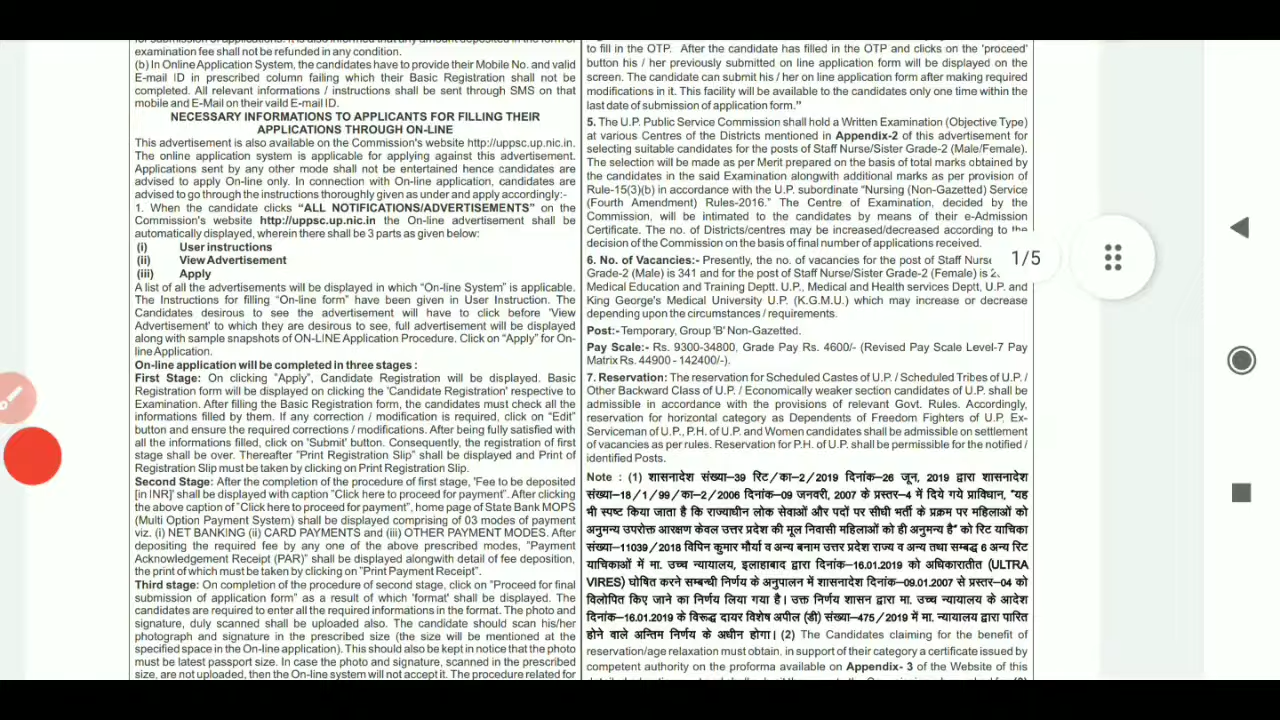 examination fee shall not be refunded in any condition.
(b) In Online Application System, the candidates have to provide their Mobile No. and valid
E-mail ID in prescribed column failing which their Basic Registration shall not be
completed. All relevant informations / instructions shall be sent through SMS on that
mobile and E-Mail on their vaild E-mail ID.
NECESSARY INFORMATIONS TO APPLICANTS FOR FILLING THEIR
APPLICATIONS THROUGH ON-LINE
This advertisement is also available on the Commission's website http://uppsc.up.nic.in.
The online application system is applicable for applying against this advertisement.
Applications sent by any other mode shall not be entertained hence candidates are
advised to apply On-line only. In connection with On-line application, candidates are
advised to go through the instructions thoroughly given as under and apply accordingly:-
1. When the candidate clicks "ALL NOTIFICATIONS/ADVERTISEMENTS" on the
Commission's website http://uppsc.up.nic.in the On-line advertisement shall be
automatically displayed, wherein there shall be 3 parts as given below:
(i) User instructions
(ii) View Advertisement
(iii) Apply
A list of all the advertisements will be displayed in which "On-line System" is applicable.
The Instructions for filling "On-line form" have been given in User Instruction. The
Candidates desirous to see the advertisement will have to click before 'View
Advertisement' to which they are desirous to see, full advertisement will be displayed
along with sample snapshots of ON-LINE Application Procedure. Click on "Apply" for On-
line Application.
On-line application will be completed in three stages :
First Stage: On clicking "Apply", Candidate Registration will be displayed. Basic
Registration form will be displayed on clicking the 'Candidate Registration' respective to
Examination. After filling the Basic Registration form, the candidates must check all the
informations filled by them. If any correction / modification is required, click on "Edit"
button and ensure the required corrections / modifications. After being fully satisfied with
all the informations filled, click on 'Submit' button. Consequently, the registration of first
stage shall be over. Thereafter "Print Registration Slip" shall be displayed and Print of
Registration Slip must be taken by clicking on Print Registration Slip.
Second Stage: After the completion of the procedure of first stage, 'Fee to be deposited
[in INR]' shall be displayed with caption "Click here to proceed for payment". After clicking
the above caption of "Click here to proceed for payment", home page of State Bank MOPS
(Multi Option Payment System) shall be displayed comprising of 03 modes of payment
viz. (i) NET BANKING (ii) CARD PAYMENTS and (iii) OTHER PAYMENT MODES. After
depositing the required fee by any one of the above prescribed modes, "Payment
Acknowledgement Receipt (PAR)" shall be displayed alongwith detail of fee deposition,
the print of which must be taken by clicking on "Print Payment Receipt".
Third stage: On completion of the procedure of second stage, click on "Proceed for final
submission of application form" as a result of which 'format' shall be displayed. The
candidates are required to enter all the required informations in the format. The photo and
signature, duly scanned shall be uploaded also. The candidate should scan his/her
photograph and signature in the prescribed size (the size will be mentioned at the
specified space in the On-line application). This should also be kept in notice that the photo
must be latest passport size. In case the photo and signature, scanned in the prescribed
size, are not uploaded, then the On-line system will not accept it. The procedure related for
to fill in the OTP. After the candidate has filled in the OTP and clicks on the 'proceed'
button his / her previously submitted on line application form will be displayed on the
screen. The candidate can submit his / her on line application form after making required
modifications in it. This facility will be available to the candidates only one time within the
last date of submission of application form."
5. The U.P. Public Service Commission shall hold a Written Examination (Objective Type)
at various Centres of the Districts mentioned in Appendix-2 of this advertisement for
selecting suitable candidates for the posts of Staff Nurse/Sister Grade-2 (Male/Female).
The selection will be made as per Merit prepared on the basis of total marks obtained by
the candidates in the said Examination alongwith additional marks as per provision of
Rule-15(3)(b) in accordance with the U.P. subordinate "Nursing (Non-Gazetted) Service
(Fourth Amendment) Rules-2016." The Centre of Examination, decided by the
Commission, will be intimated to the candidates by means of their e-Admission
Certificate. The no. of Districts/centres may be increased/decreased according to the
decision of the Commission on the basis of final number of applications received.
6. No. of Vacancies:- Presently, the no. of vacancies for the post of Staff Nurse
Grade-2 (Male) is 341 and for the post of Staff Nurse/Sister Grade-2 (Female) is
Medical Education and Training Deptt. U.P., Medical and Health services Deptt, U.P. and
King George's Medical University U.P. (K.G.M.U.) which may increase or decrease
depending upon the circumstances / requirements.
Post:- Temporary, Group 'B' Non-Gazetted.
Pay Scale:- Rs. 9300-34800, Grade Pay Rs. 4600/- (Revised Pay Scale Level-7 Pay
Matrix Rs. 44900 - 142400/-).
7. Reservation: The reservation for Scheduled Castes of U.P. / Scheduled Tribes of U.P. /
Other Backward Class of U.P. / Economically weaker section candidates of U.P. shall be
admissible in accordance with the provisions of relevant Govt. Rules. Accordingly,
reservation for horizontal category as Dependents of Freedom Fighters of U.P. Ex-
Serviceman of U.P., P.H. of U.P. and Women candidates shall be admissible on settlement
of vacancies as per rules. Reservation for P.H. of U.P. shall be permissible for the notified /
identified Posts.
Note : (1) शासनादेश संख्या–39 रिट/का–2/2019 दिनांक–26 जून, 2019 द्वारा शासनादेश
संख्या–18/1/99/का–2/2006 दिनांक–09 जनवरी, 2007 के प्रस्तर–4 में दिये गये प्राविधान, "यह
भी स्पष्ट किया जाता है कि राज्याधीन लोक सेवाओं और पदों पर सीधी भर्ती के प्रक्रम पर महिलाओं को
अनुमन्य उपरोक्त आरक्षण केवल उत्तर प्रदेश की मूल निवासी महिलाओं को ही अनुमन्य है" को रिट याचिका
संख्या–11039/2018 विपिन कुमार मौर्या व अन्य बनाम उत्तर प्रदेश राज्य व अन्य तथा सम्बद्ध 6 अन्य रिट
याचिकाओं में मा. उच्च न्यायालय, इलाहाबाद द्वारा दिनांक–16.01.2019 को अधिकारातीत (ULTRA
VIRES) घोषित करने सम्बन्धी निर्णय के अनुपालन में शासनादेश दिनांक–09.01.2007 से प्रस्तर–04 को
विलोपित किए जाने का निर्णय लिया गया है। उक्त निर्णय शासन द्वारा मा. उच्च न्यायालय के आदेश
दिनांक–16.01.2019 के विरूद्ध दायर विशेष अपील (डी) संख्या–475/2019 में मा. न्यायालय द्वारा पारित
होने वाले अन्तिम निर्णय के अधीन होगा। (2) The Candidates claiming for the benefit of
reservation/age relaxation must obtain, in support of their category a certificate issued by
competent authority on the proforma available on Appendix- 3 of the Website of this
1/5